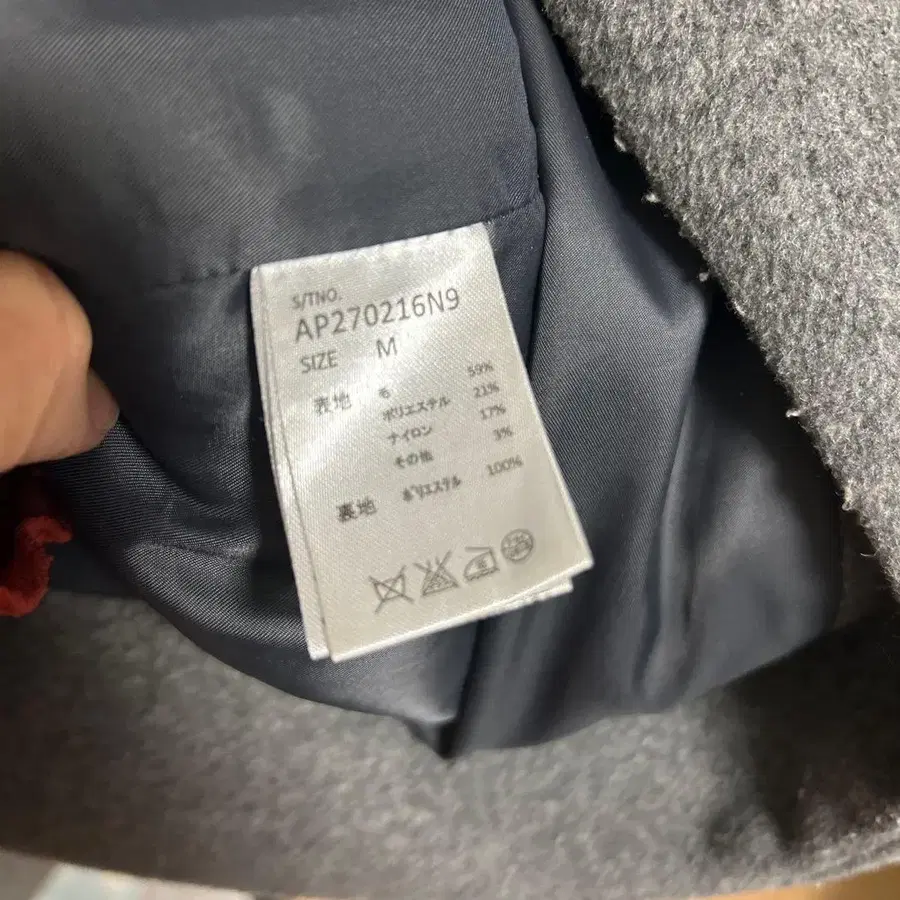 S/TNO.
AP270216N9
SIZE M
表地 毛 59%
ポリエステル 21%
ナイロン 17%
その他 3%
裏地 ポリエステル 100%